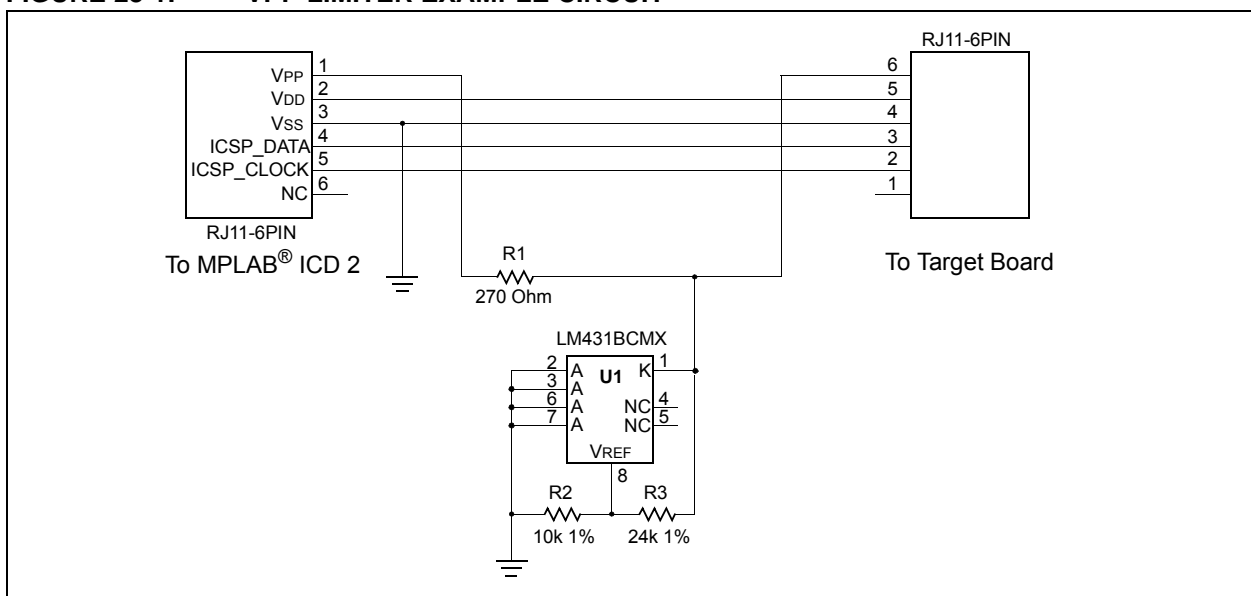 FIGURE VPP LIMITER EXAMPLE CIRCUIT
RJ11-6PIN
VPP 1
VDD 2
VSS 3
ICSP_DATA 4
ICSP_CLOCK 5
NC 6
6
5
4
3
2
1
RJ11-6PIN
To MPLAB® ICD 2
To Target Board
R1
270 Ohm
LM431BCMX
2 A
3 A
6 A
7 A
U1
K 1
NC 4
NC 5
VREF
8
R2
10k 1%
R3
24k 1%